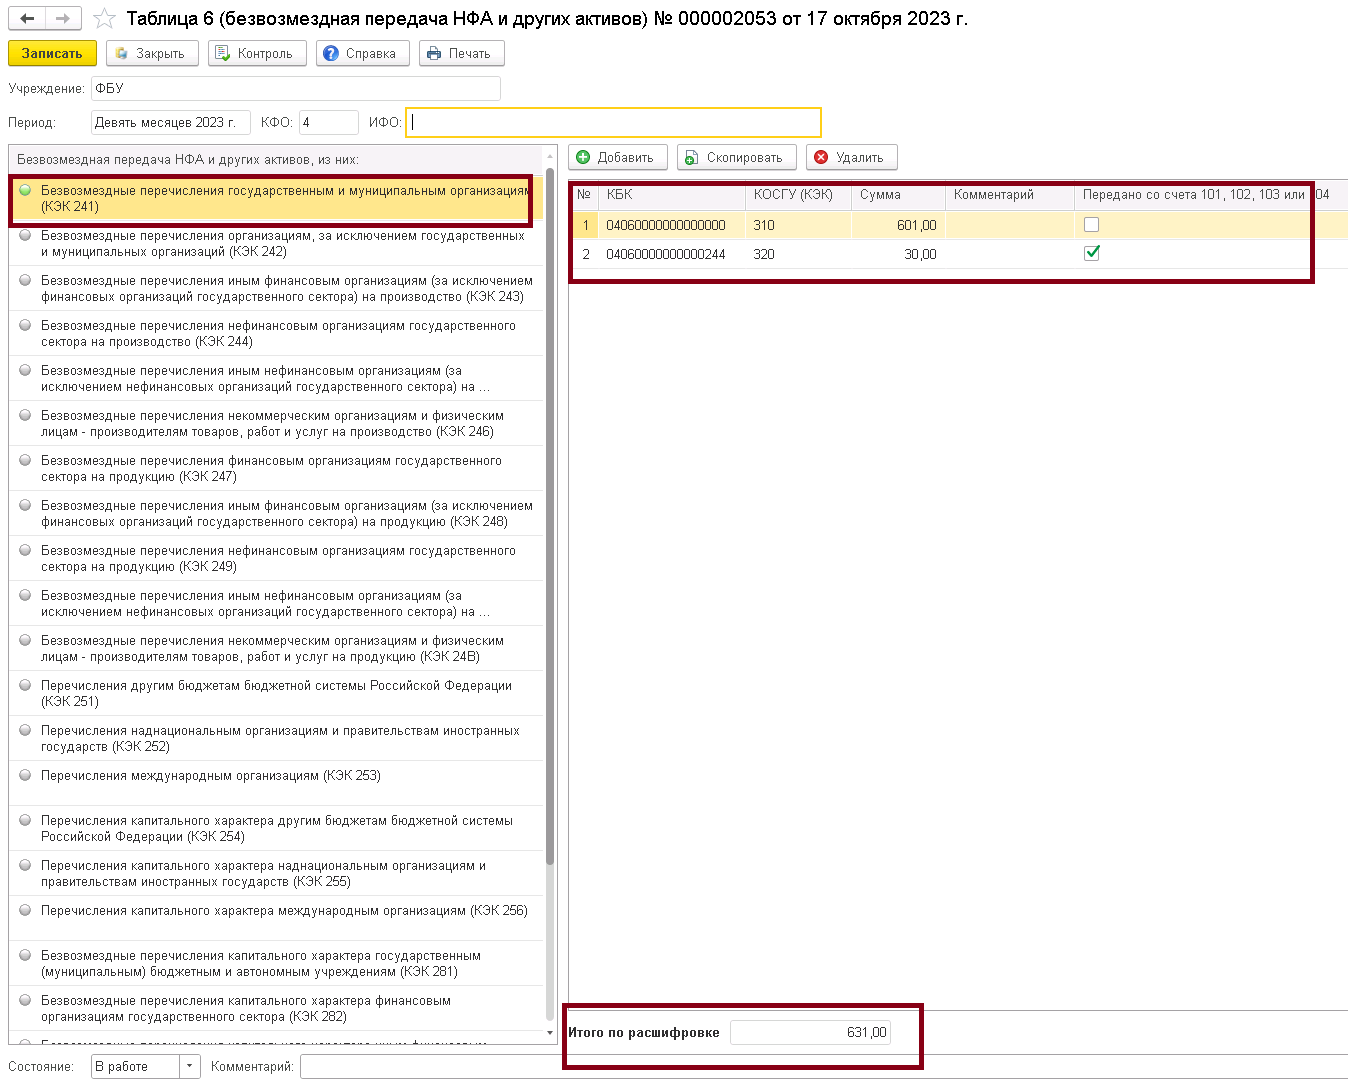 Таблица 6 (безвозмездная передача НФА и других активов) № 000002053 от 17 октября 2023 г.
Записать Закрыть Контроль Справка Печать
Учреждение: ФБУ
Период: Девять месяцев 2023 г. КФО: 4 ИФО:
Безвозмездная передача НФА и других активов, из них:
Безвозмездные перечисления государственным и муниципальным организациям
(КЭК 241)
Безвозмездные перечисления организациям, за исключением государственных
и муниципальных организаций (КЭК 242)
Безвозмездные перечисления иным финансовым организациям (за исключением
финансовых организаций государственного сектора) на производство (КЭК 243)
Безвозмездные перечисления нефинансовым организациям государственного
сектора на производство (КЭК 244)
Безвозмездные перечисления иным нефинансовым организациям (за
исключением нефинансовых организаций государственного сектора) на ...
Безвозмездные перечисления некоммерческим организациям и физическим
лицам - производителям товаров, работ и услуг на производство (КЭК 246)
Безвозмездные перечисления финансовым организациям государственного
сектора на продукцию (КЭК 247)
Безвозмездные перечисления иным финансовым организациям (за исключением
финансовых организаций государственного сектора) на продукцию (КЭК 248)
Безвозмездные перечисления нефинансовым организациям государственного
сектора на продукцию (КЭК 249)
Безвозмездные перечисления иным нефинансовым организациям (за
исключением нефинансовых организаций государственного сектора) на ...
Безвозмездные перечисления некоммерческим организациям и физическим
лицам - производителям товаров, работ и услуг на продукцию (КЭК 24В)
Перечисления другим бюджетам бюджетной системы Российской Федерации
(КЭК 251)
Перечисления наднациональным организациям и правительствам иностранных
государств (КЭК 252)
Перечисления международным организациям (КЭК 253)
Перечисления капитального характера другим бюджетам бюджетной системы
Российской Федерации (КЭК 254)
Перечисления капитального характера наднациональным организациям и
правительствам иностранных государств (КЭК 255)
Перечисления капитального характера международным организациям (КЭК 256)
Безвозмездные перечисления капитального характера государственным
(муниципальным) бюджетным и автономным учреждениям (КЭК 281)
Безвозмездные перечисления капитального характера финансовым
организациям государственного сектора (КЭК 282)
Добавить Скопировать Удалить
№ КБК КОСГУ (КЭК) Сумма Комментарий Передано со счета 101, 102, 103 или 04
1 04060000000000000 310 601,00
2 04060000000000244 320 30,00
Итого по расшифровке 631,00
Состояние: В работе Комментарий: